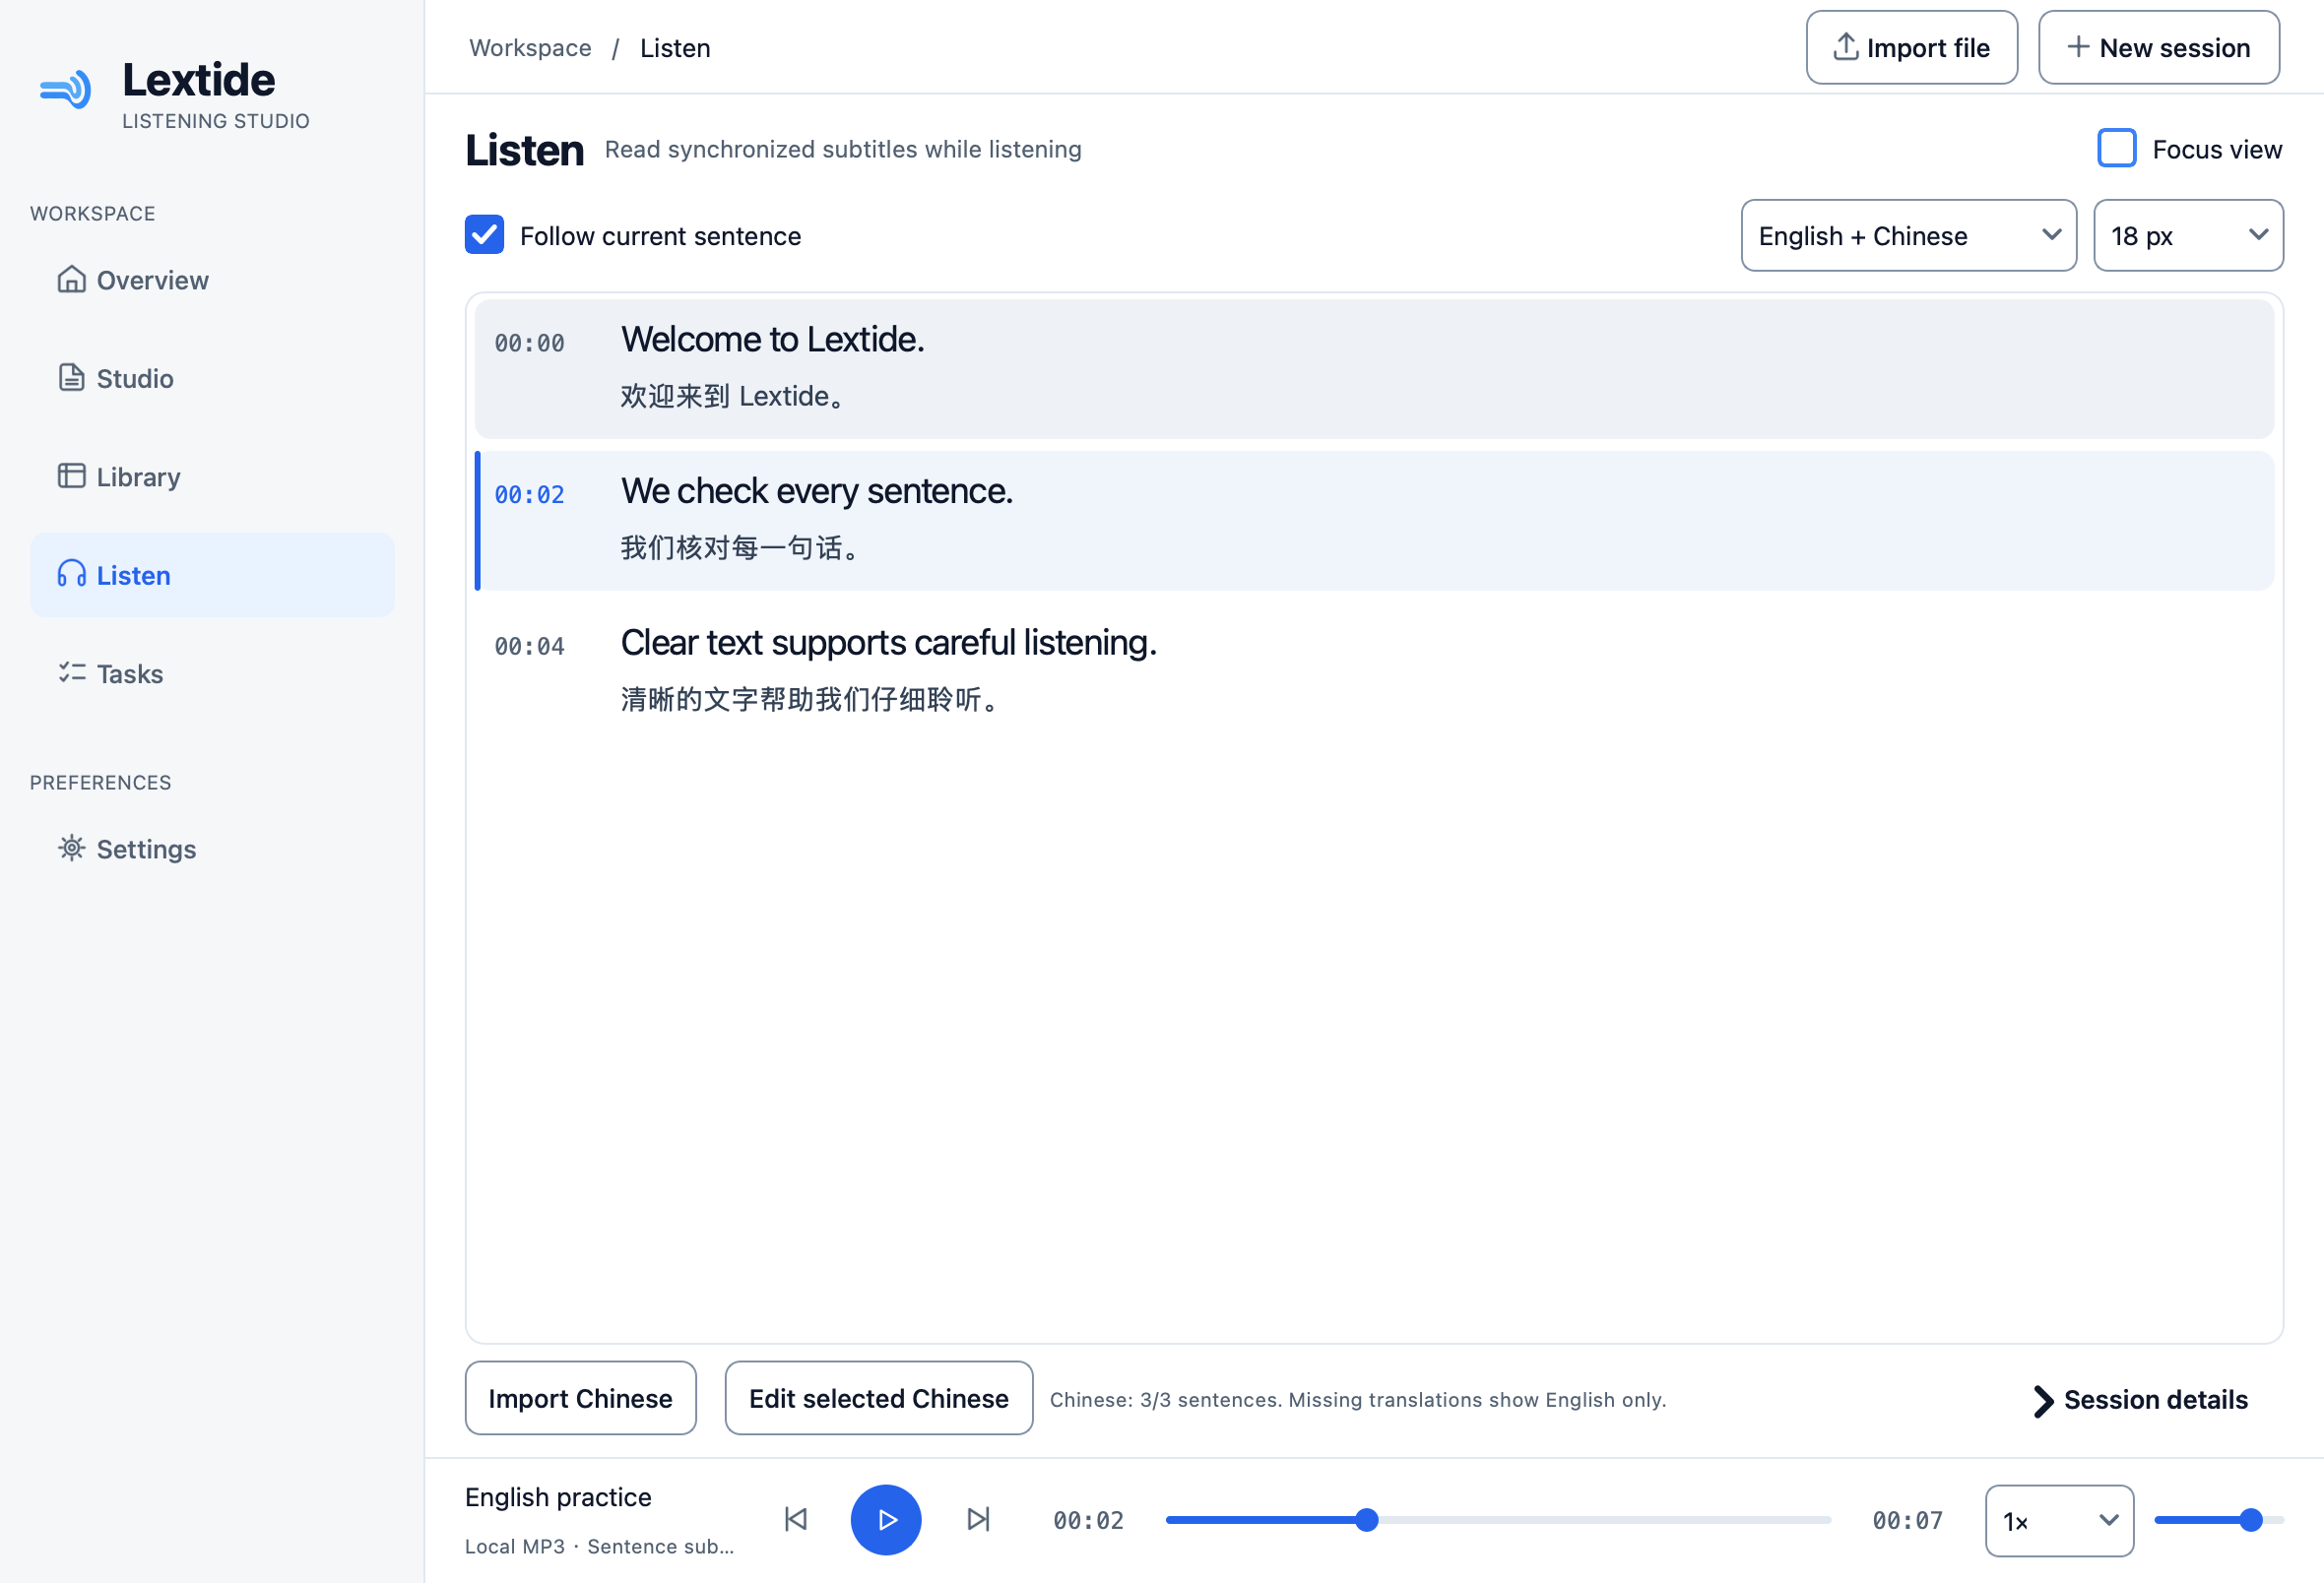 Lextide
LISTENING STUDIO
WORKSPACE
Overview
Studio
Library
Listen
Tasks
PREFERENCES
Settings
Workspace / Listen
Import file
New session
Listen
Read synchronized subtitles while listening
Focus view
Follow current sentence
English + Chinese
18 px
00:00
Welcome to Lextide.
欢迎来到 Lextide。
00:02
We check every sentence.
我们核对每一句话。
00:04
Clear text supports careful listening.
清晰的文字帮助我们仔细聆听。
Import Chinese
Edit selected Chinese
Chinese: 3/3 sentences. Missing translations show English only.
Session details
English practice
Local MP3 · Sentence sub...
00:02
00:07
1×